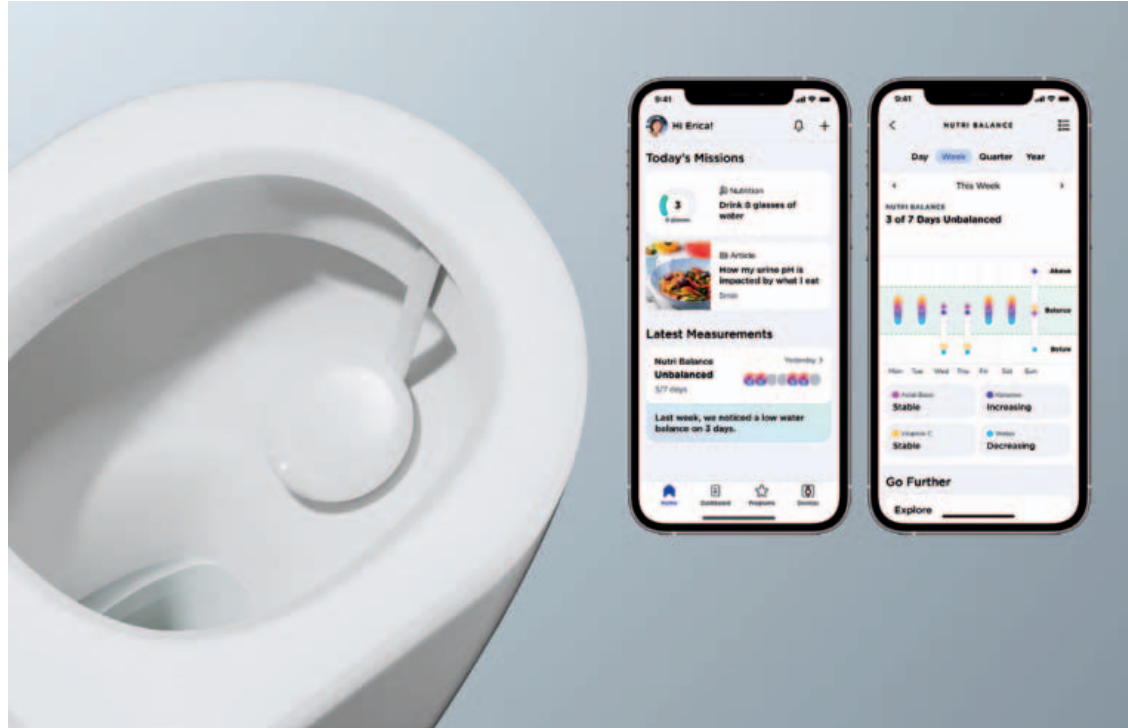 9:41
Hi Erica!
Today's Missions
3
Nutrition
Drink 0 glasses of
water
Article
How my urine pH is
impacted by what I eat
5min
Latest Measurements
Nutri Balance
Yesterday >
Unbalanced
3/7 days
Last week, we noticed a low water
balance on 3 days.
Home
Dashboard
Programs
Devices
9:41
NUTRI BALANCE
Day Week Quarter Year
This Week
NUTRI BALANCE
3 of 7 Days Unbalanced
Above
Balance
Below
Mon Tue Wed Thu Fri Sat Sun
Stable
Ketones
Increasing
Vitamin C
Stable
Water
Decreasing
Go Further
Explore